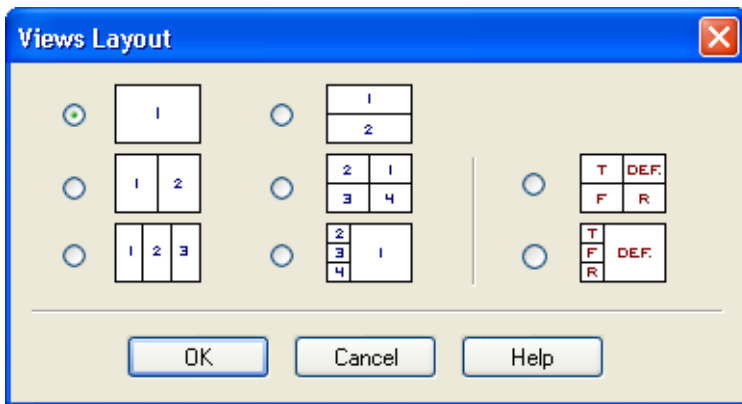 Views Layout
1
1
2
1 2
2 1
3 4
T DEF.
F R
1 2 3
2
3
4
1
T
F
R
DEF.
OK Cancel Help